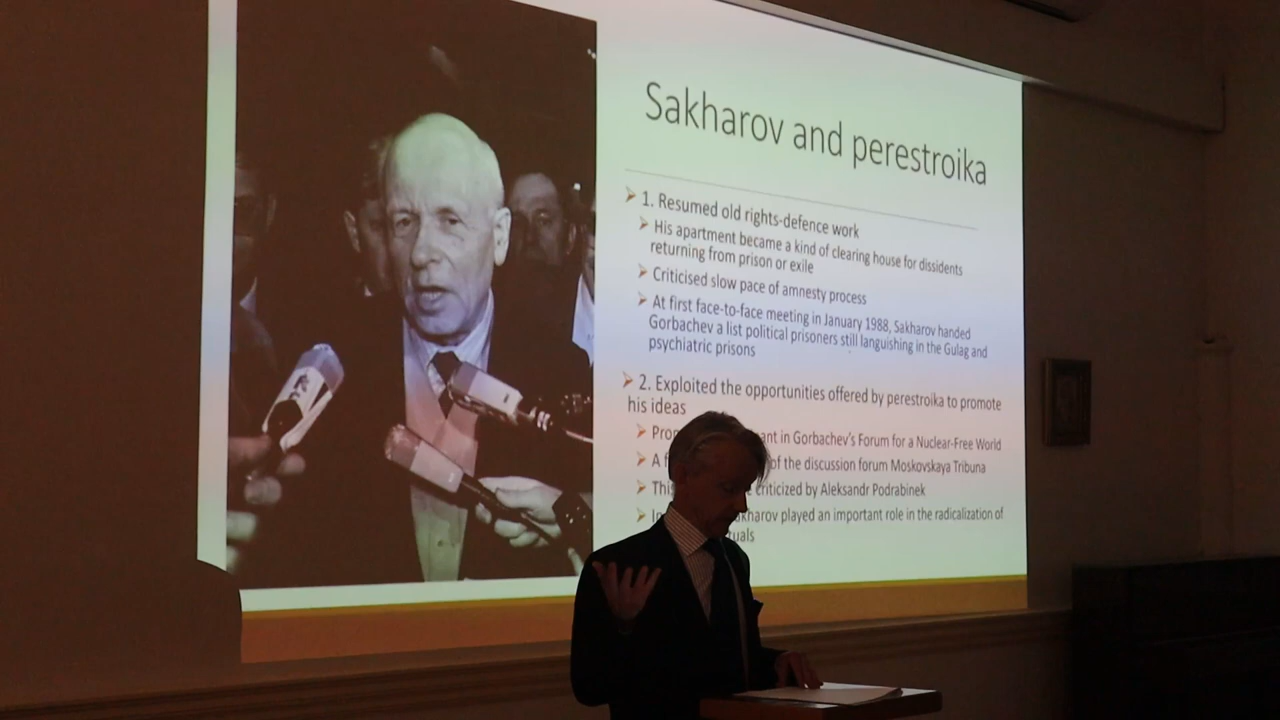 Sakharov and perestroika
1. Resumed old rights-defence work
His apartment became a kind of clearing house for dissidents
returning from prison or exile
Criticised slow pace of amnesty process
At first face-to-face meeting in January 1988, Sakharov handed
Gorbachev a list political prisoners still languishing in the Gulag and
psychiatric prisons
2. Exploited the opportunities offered by perestroika to promote
his ideas
in Gorbachev's Forum for a Nuclear-Free World
A of the discussion forum Moskovskaya Tribuna
criticized by Aleksandr Podrabinek
played an important role in the radicalization of